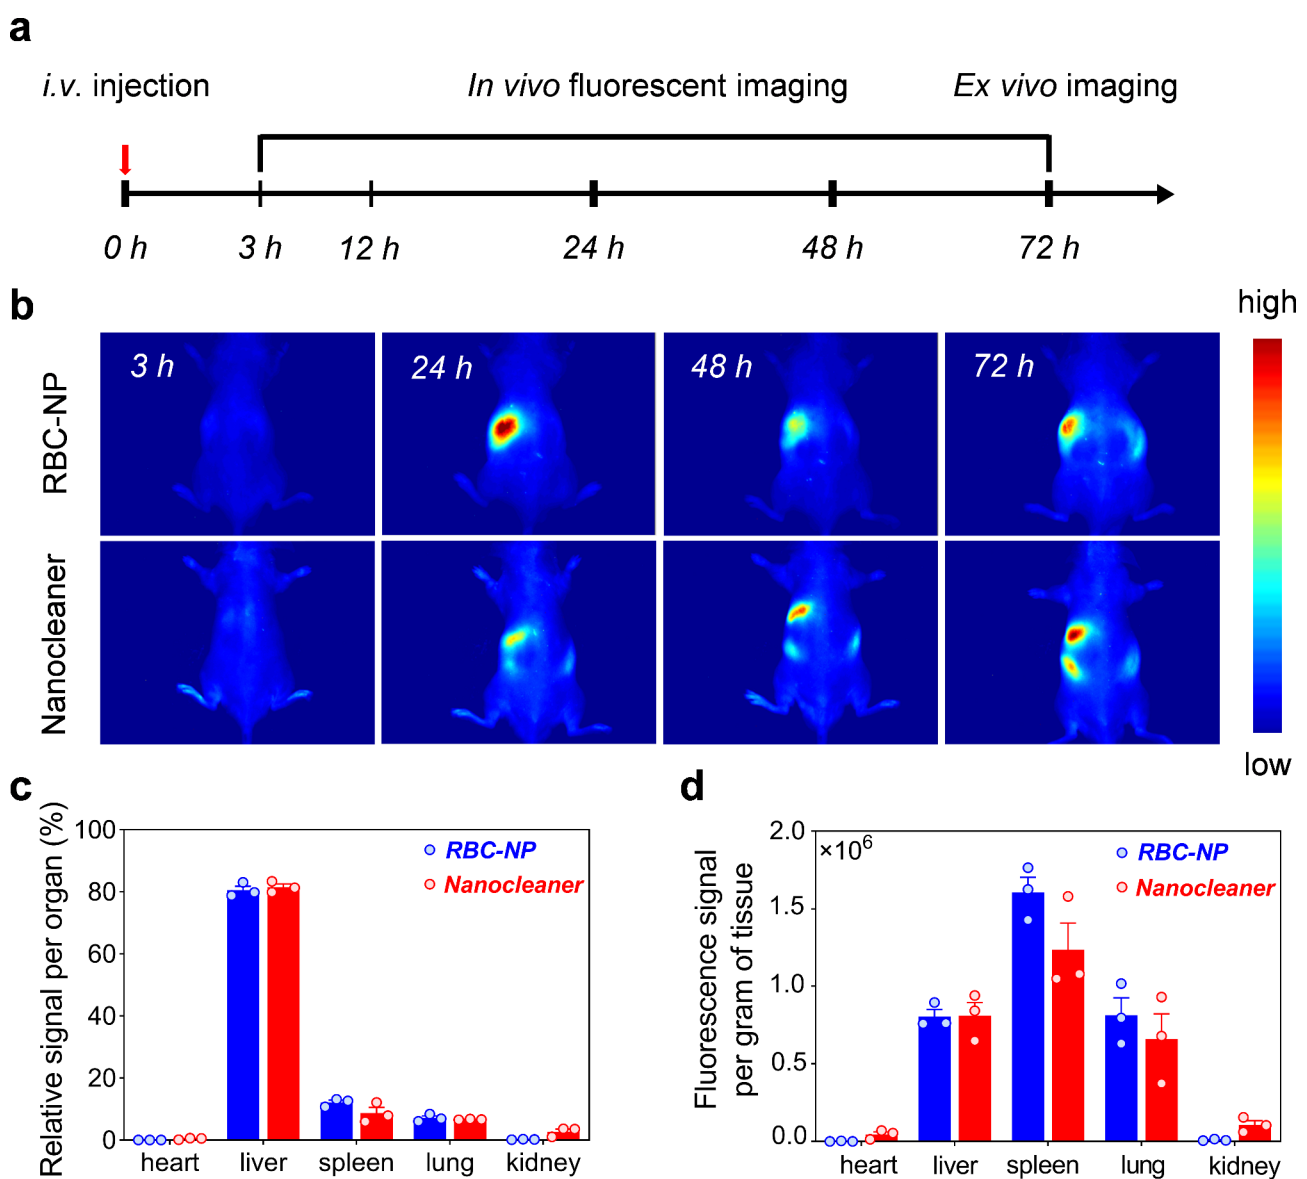 a
i.v. injection
In vivo fluorescent imaging
Ex vivo imaging
0 h
3 h
12 h
24 h
48 h
72 h
b
high
RBC-NP
3 h
24 h
48 h
72 h
Nanocleaner
low
c
Relative signal per organ (%)
100
80
60
40
20
0
RBC-NP
Nanocleaner
heart
liver
spleen
lung
kidney
d
Fluorescence signal
per gram of tissue
2.0
1.5
1.0
0.5
0.0
×10⁶
RBC-NP
Nanocleaner
heart
liver
spleen
lung
kidney